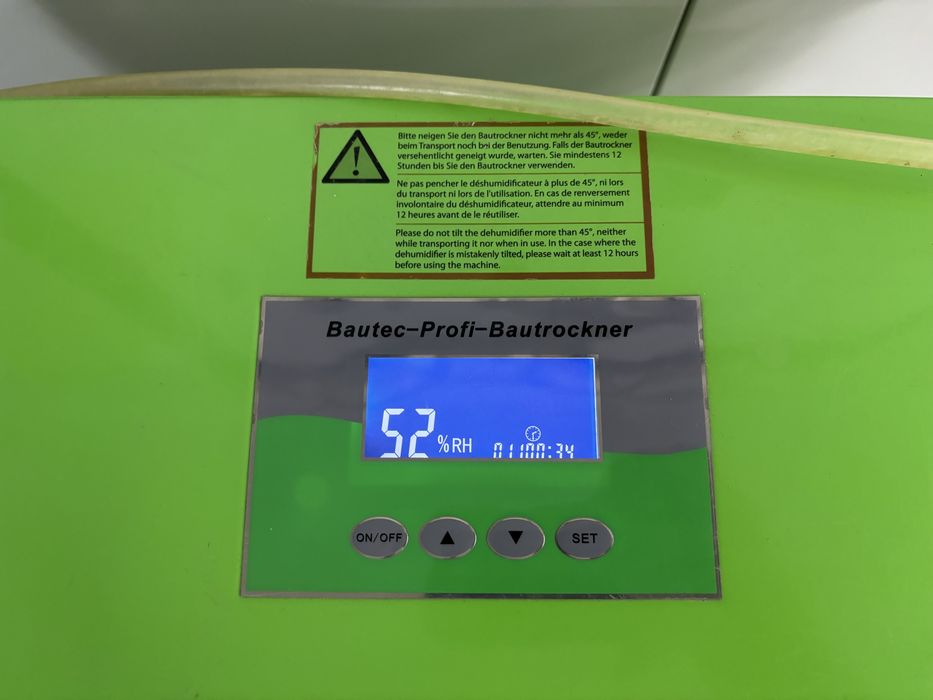 Bitte neigen Sie den Bautrockner nicht mehr als 45°, weder
beim Transport noch bei der Benutzung. Falls der Bautrockner
versehentlicht geneigt wurde, warten. Sie mindestens 12
Stunden bis Sie den Bautrockner verwenden.
Ne pas pencher le déshumidificateur à plus de 45°, ni lors
du transport ni lors de l'utilisation. En cas de renversement
involontaire du déshumidificateur, attendre au minimum
12 heures avant de le réutiliser.
Please do not tilt the dehumidifier more than 45°, neither
while transporting it nor when in use. In the case where the
dehumidifier is mistakenly tilted, please wait at least 12 hours
before using the machine.
Bautec-Profi-Bautrockner
52 %RH 01100:34
ON/OFF ▲ ▼ SET